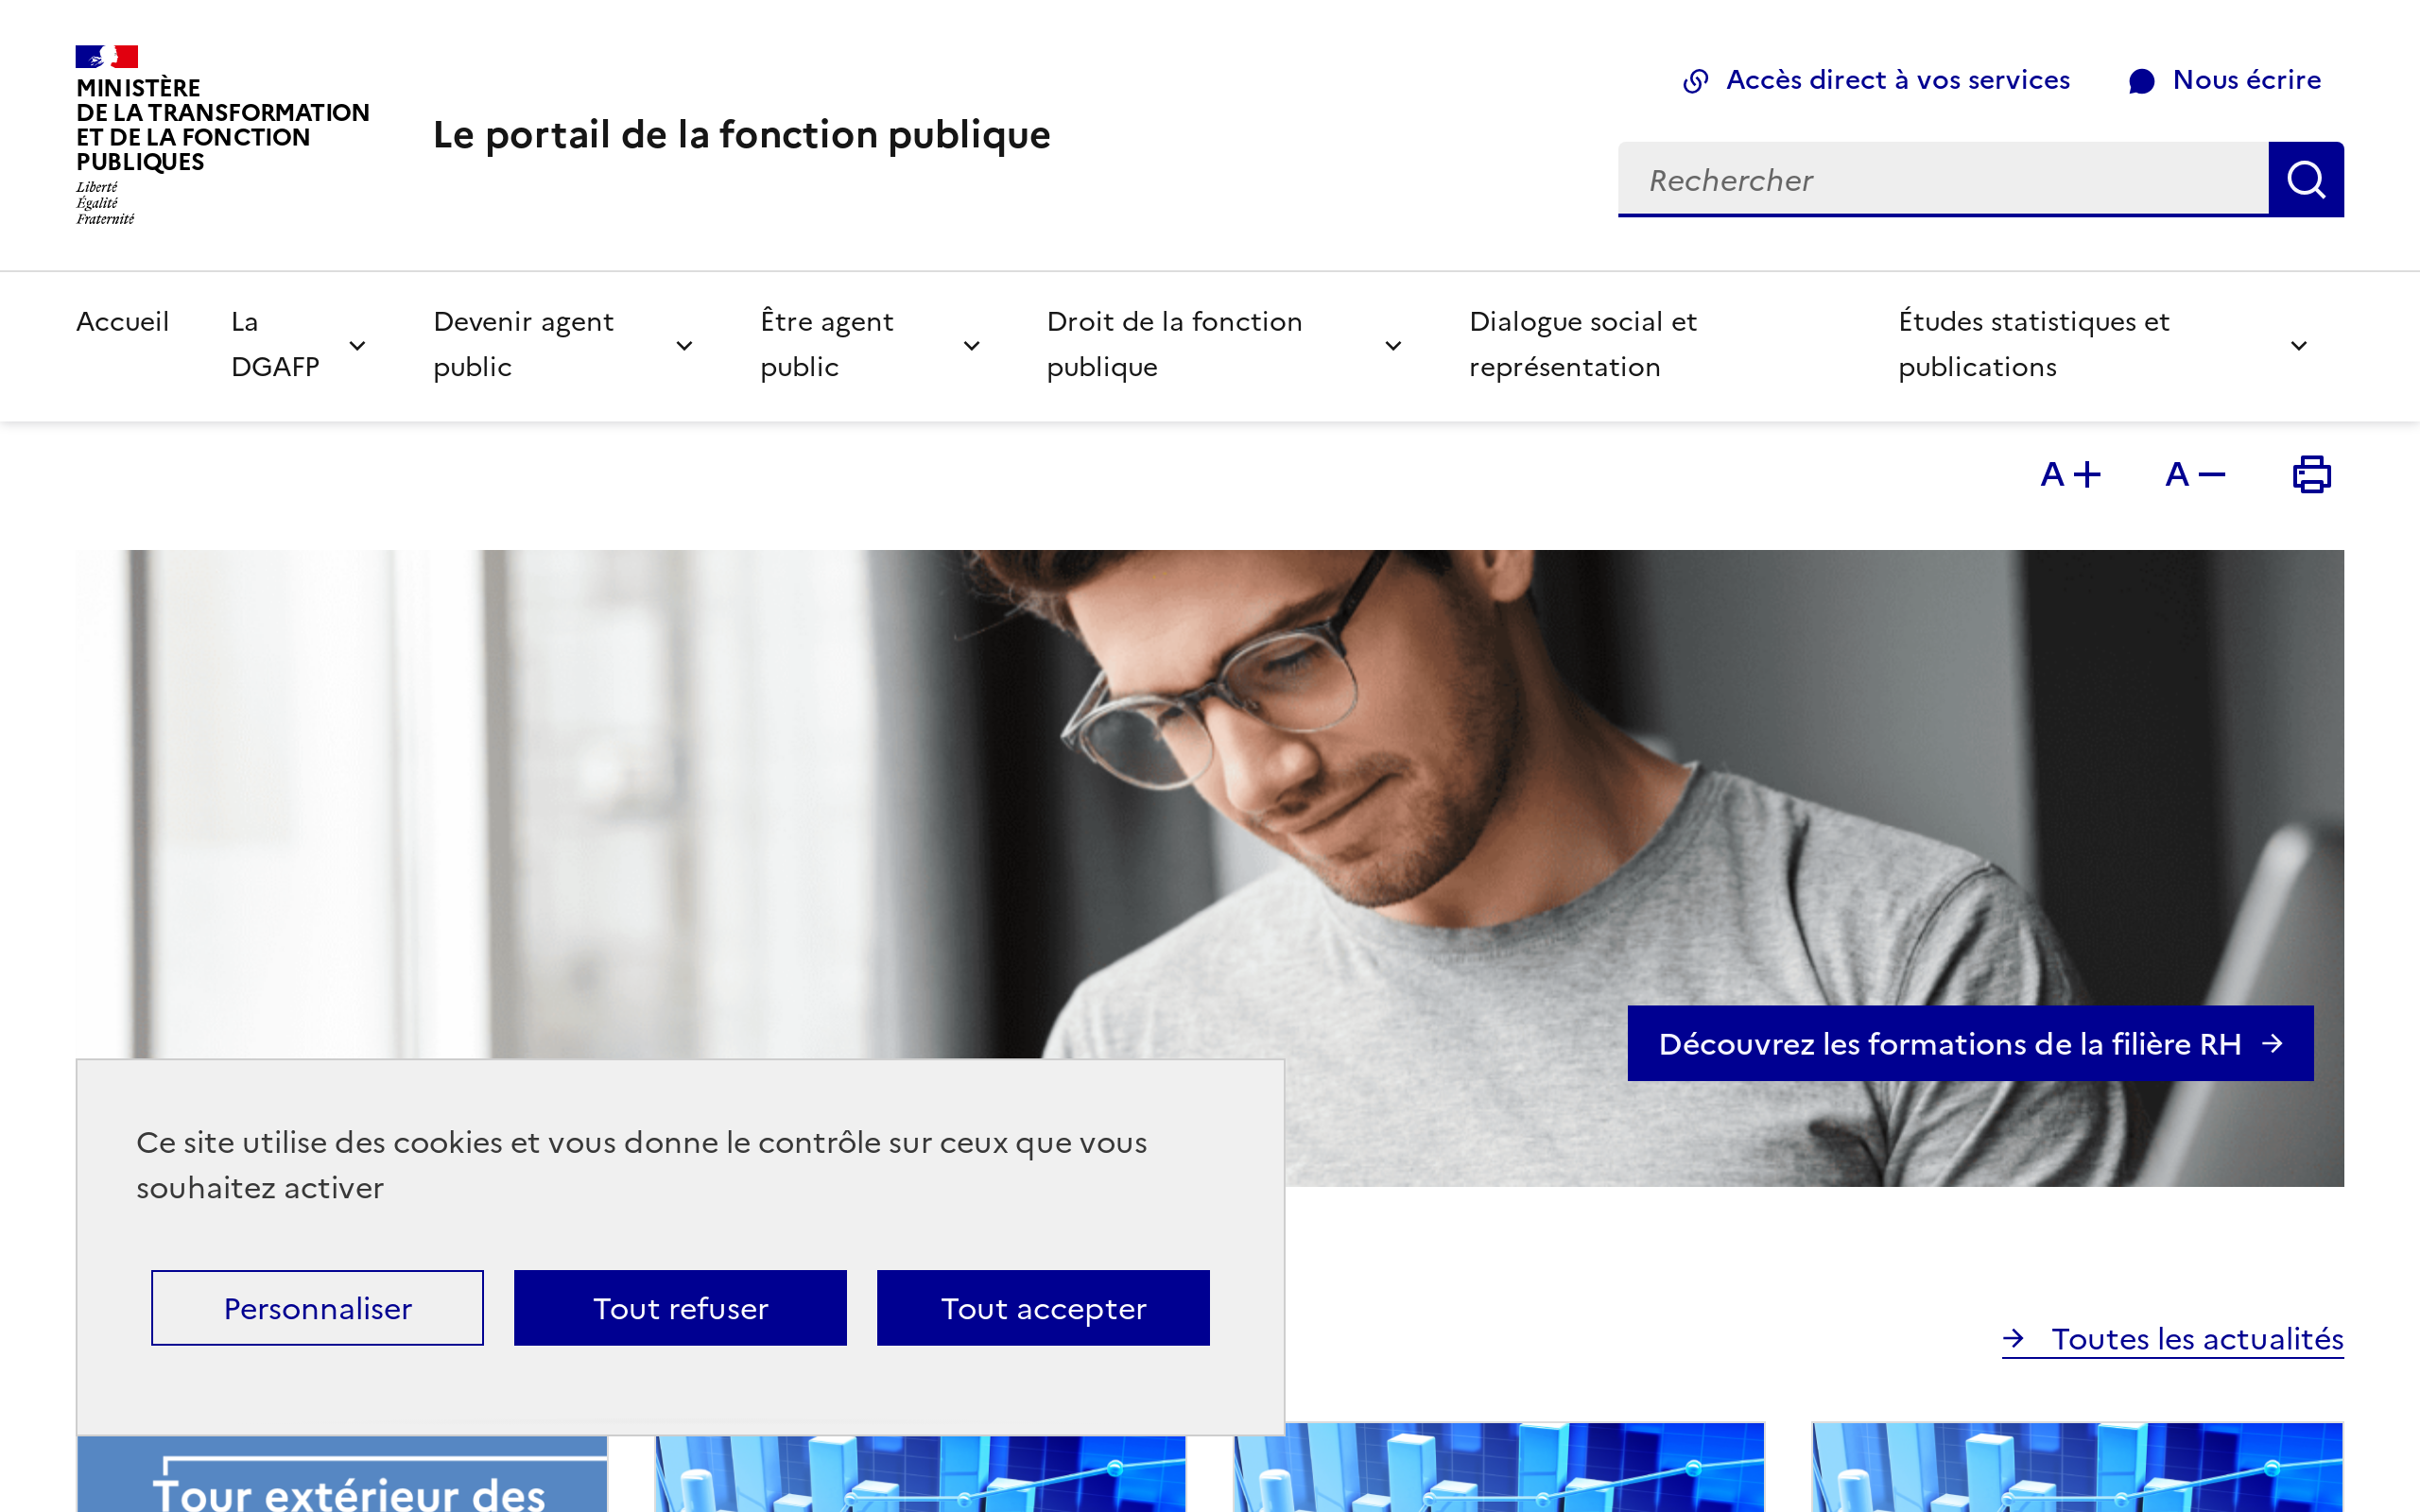 MINISTÈRE
DE LA TRANSFORMATION
ET DE LA FONCTION
PUBLIQUES
Liberté
Égalité
Fraternité
Le portail de la fonction publique
Accès direct à vos services
Nous écrire
Rechercher
Accueil
La
DGAFP
Devenir agent
public
Être agent
public
Droit de la fonction
publique
Dialogue social et
représentation
Études statistiques et
publications
A+
A−
Découvrez les formations de la filière RH
Ce site utilise des cookies et vous donne le contrôle sur ceux que vous
souhaitez activer
Personnaliser
Tout refuser
Tout accepter
Toutes les actualités
Tour extérieur des